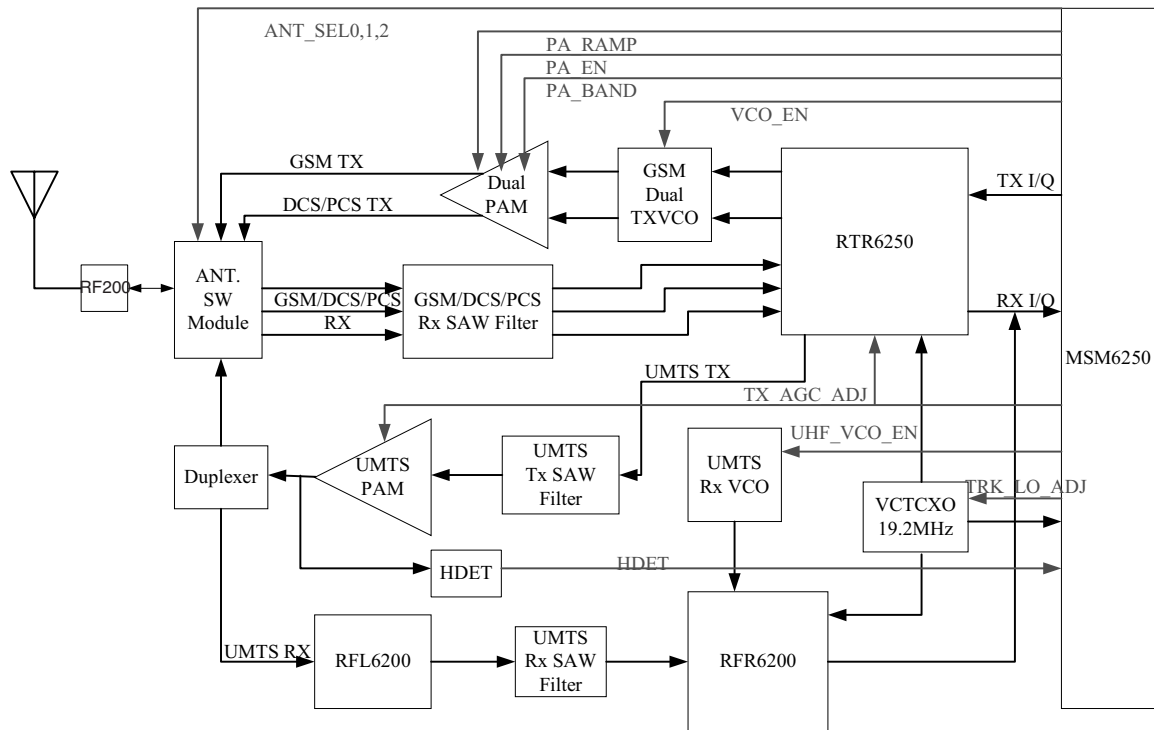 ANT_SEL0,1,2
PA_RAMP
PA_EN
PA_BAND
VCO_EN
GSM TX
DCS/PCS TX
Dual
PAM
GSM
Dual
TXVCO
RTR6250
TX I/Q
RX I/Q
MSM6250
RF200
ANT.
SW
Module
GSM/DCS/PCS
RX
GSM/DCS/PCS
Rx SAW Filter
UMTS TX
TX_AGC_ADJ
UHF_VCO_EN
TRK_LO_ADJ
Duplexer
UMTS
PAM
UMTS
Tx SAW
Filter
UMTS
Rx VCO
VCTCXO
19.2MHz
HDET
HDET
UMTS RX
RFL6200
UMTS
Rx SAW
Filter
RFR6200